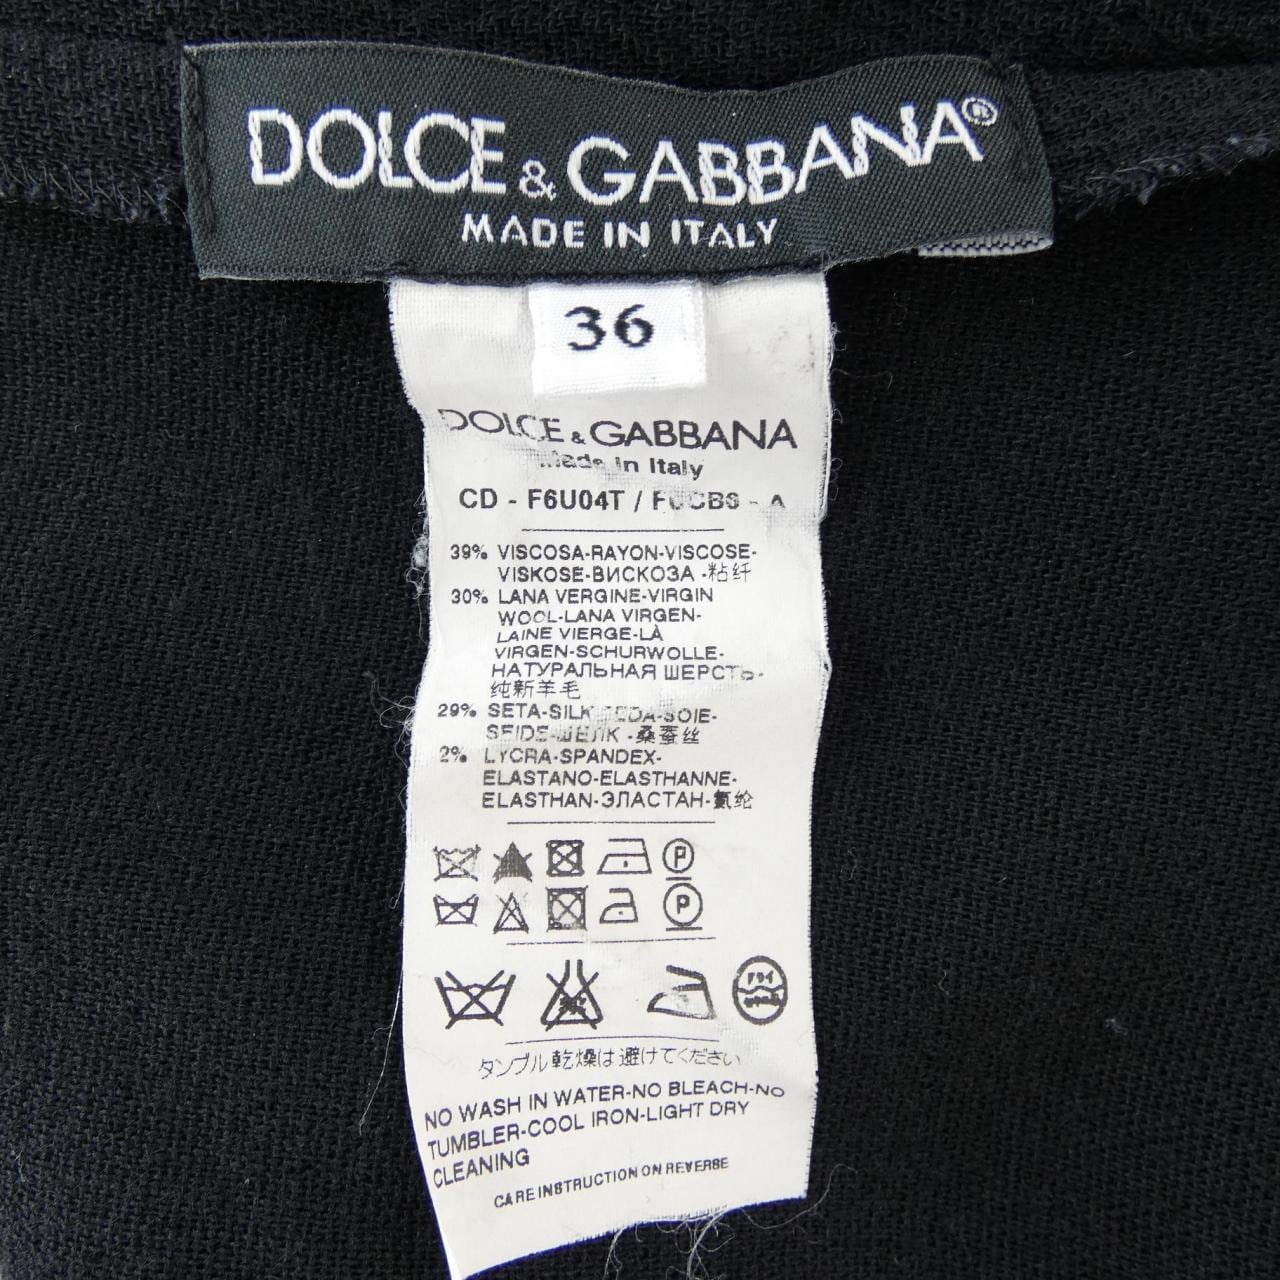 DOLCE & GABBANA®
MADE IN ITALY
36
DOLCE & GABBANA
Made in Italy
CD - F6U04T / - A
39% VISCOSA-RAYON-VISCOSE-
VISKOSE-ВИСКОЗА -粘纤
30% LANA VERGINE-VIRGIN
WOOL-LANA VIRGEN-
LAINE VIERGE-LÀ
VIRGEN-SCHURWOLLE-
НАТУРАЛЬНАЯ ШЕРСТЬ-
纯新羊毛
29% SETA-SILK SEDA-SOIE-
SEIDE-ШЕЛК -桑蚕丝
2% LYCRA-SPANDEX-
ELASTANO-ELASTHANNE-
ELASTHAN-ЭЛАСТАН-氨纶
P
P
ドライ
タンブル乾燥は避けてください
NO WASH IN WATER-NO BLEACH-NO
TUMBLER-COOL IRON-LIGHT DRY
CLEANING
CARE INSTRUCTION ON REVERSE